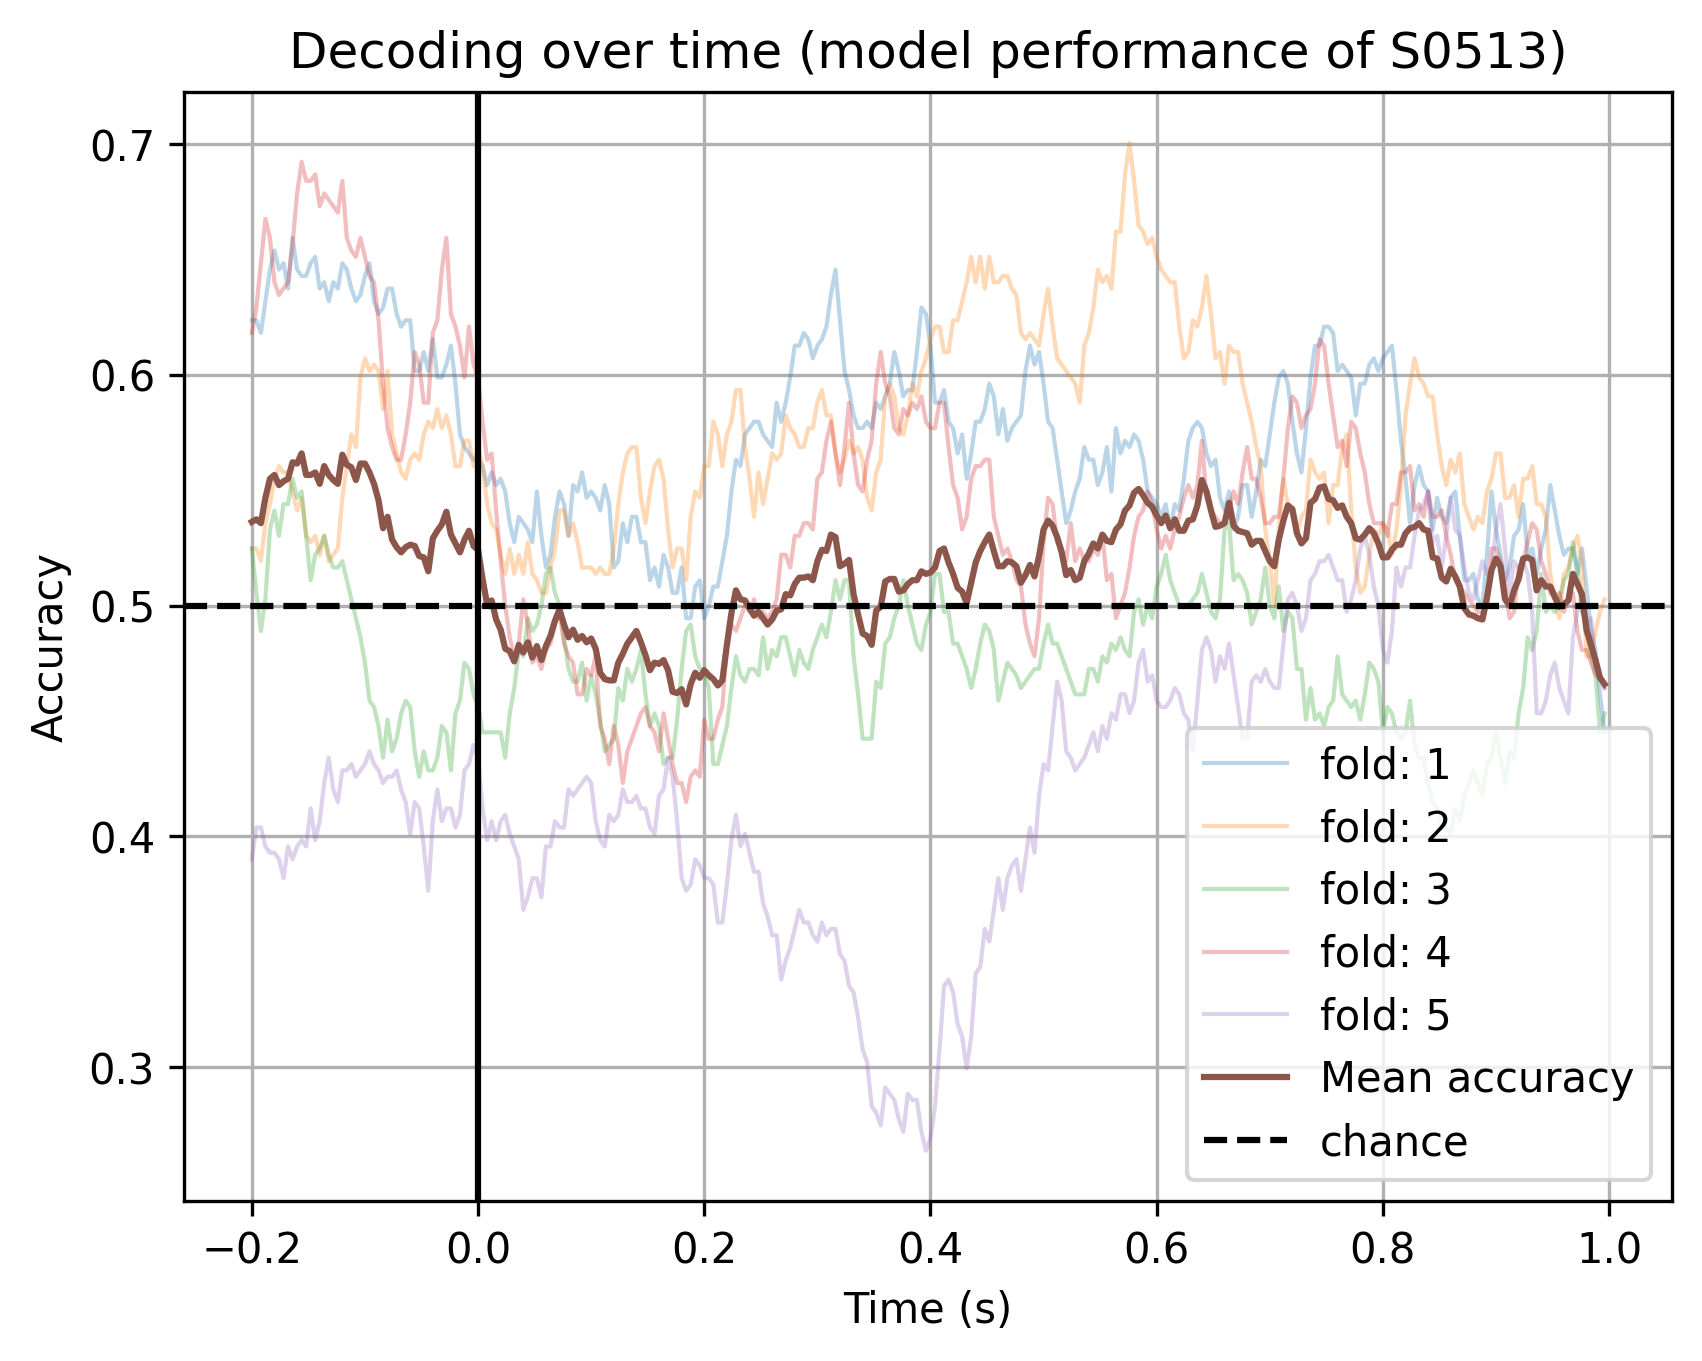 Decoding over time (model performance of S0513)
Accuracy
0.7
0.6
0.5
0.4
0.3
−0.2
0.0
0.2
0.4
0.6
0.8
1.0
Time (s)
fold: 1
fold: 2
fold: 3
fold: 4
fold: 5
Mean accuracy
chance